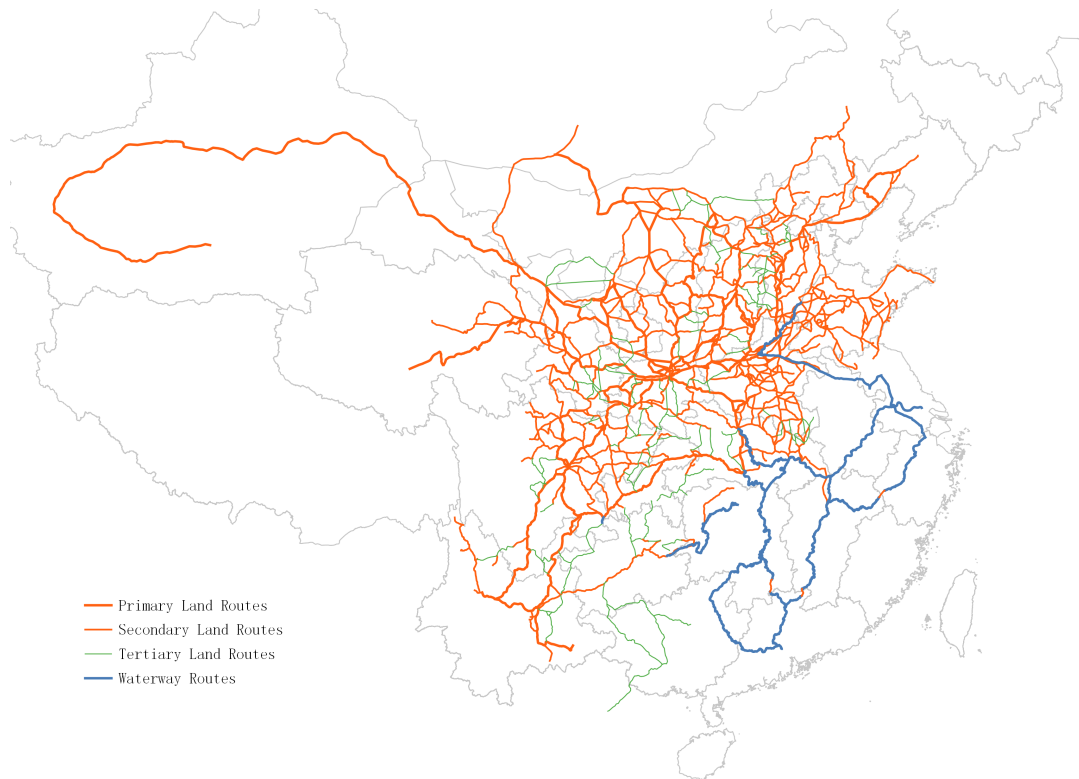 Primary Land Routes
Secondary Land Routes
Tertiary Land Routes
Waterway Routes